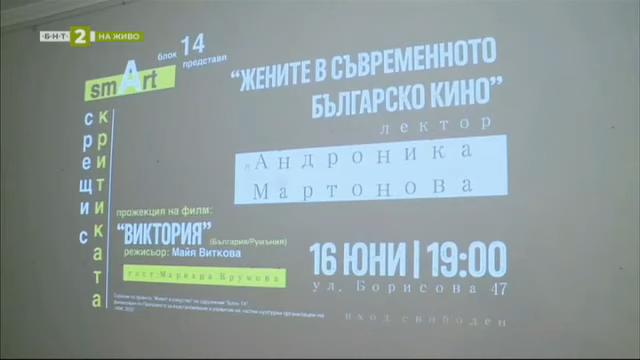 БНТ 2 НА ЖИВО
блок 14
представя
smArt
срещи с
критиката
"ЖЕНИТЕ В СЪВРЕМЕННОТО
БЪЛГАРСКО КИНО"
лектор
Андроника
Мартонова
прожекция на филм:
"ВИКТОРИЯ"
(България/Румъния)
режисьор: Майя Виткова
гост: Мариана Крумова
16 ЮНИ | 19:00
ул. Борисова 47
вход свободен